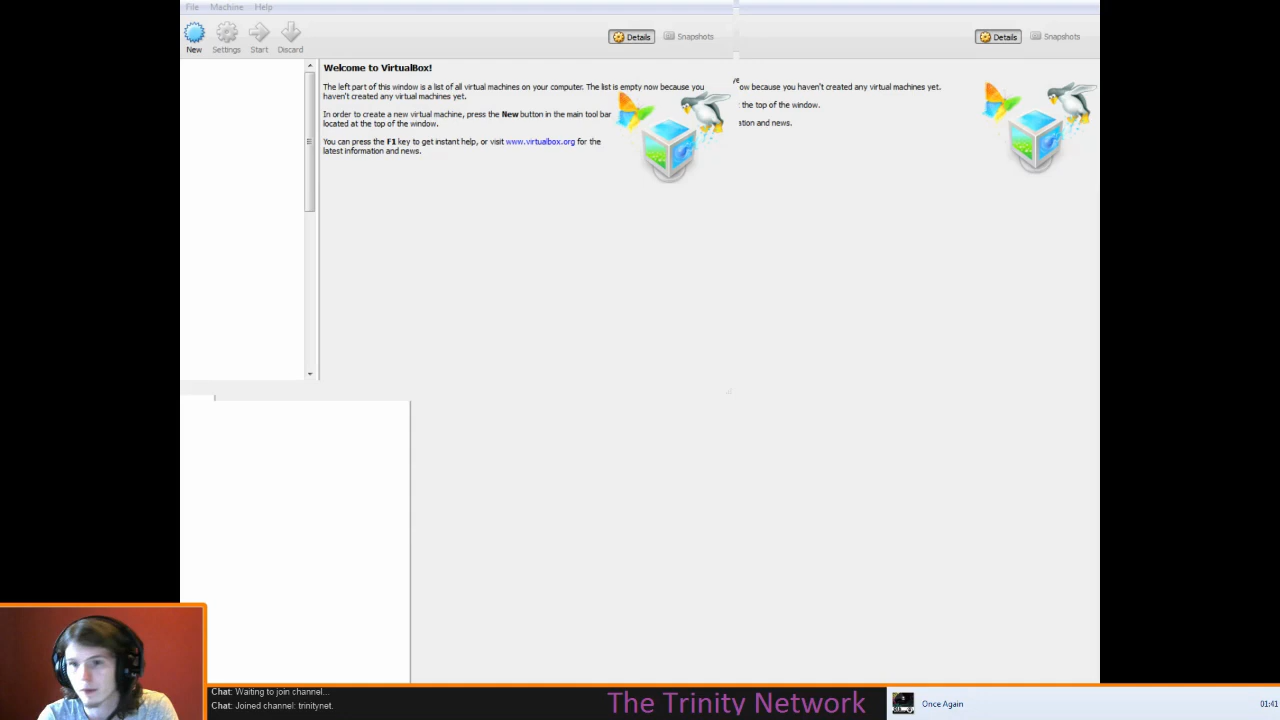 File Machine Help
New Settings Start Discard
Details Snapshots
Details Snapshots
Welcome to VirtualBox!
The left part of this window is a list of all virtual machines on your computer. The list is empty now because you
haven't created any virtual machines yet.
In order to create a new virtual machine, press the New button in the main tool bar
located at the top of the window.
You can press the F1 key to get instant help, or visit www.virtualbox.org for the
latest information and news.
ow because you haven't created any virtual machines yet.
the top of the window.
ation and news.
Chat: Waiting to join channel...
Chat: Joined channel: trinitynet.
The Trinity Network
Once Again
01:41